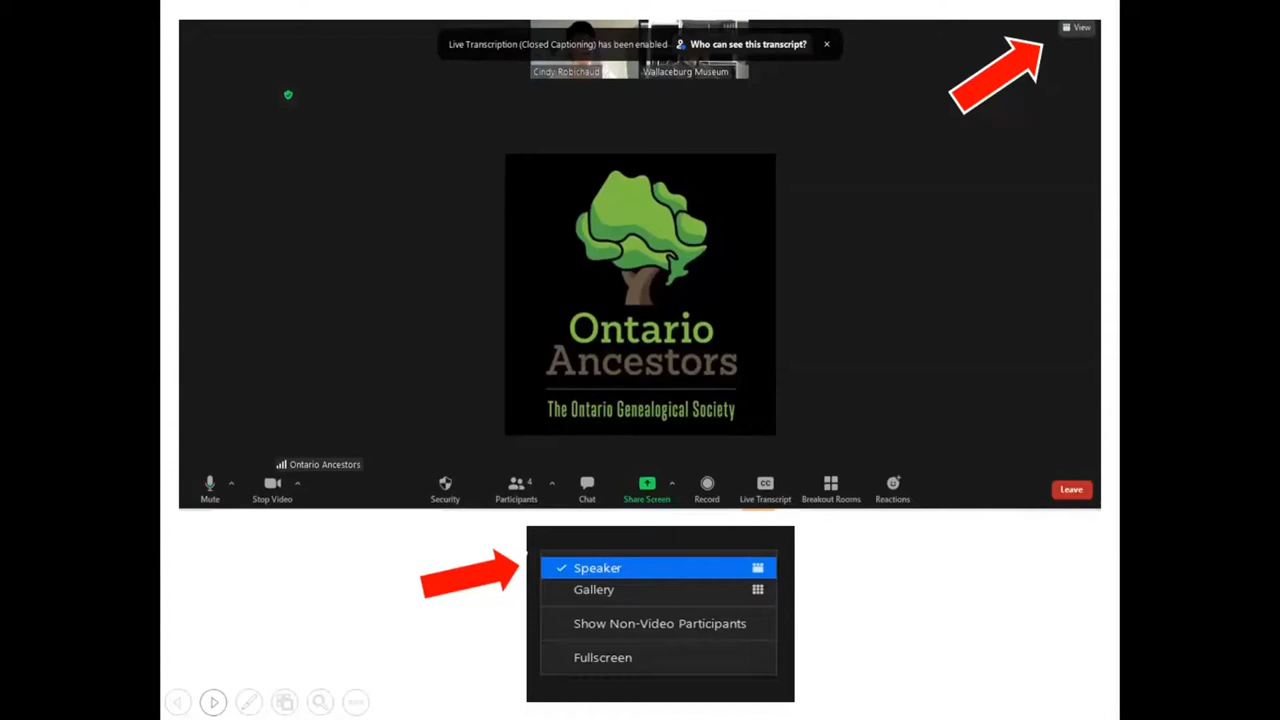 View
Live Transcription (Closed Captioning) has been enabled Who can see this transcript? ×
Cindy Robichaud Wallaceburg Museum
Ontario
Ancestors
The Ontario Genealogical Society
Ontario Ancestors
4
Mute Stop Video Security Participants Chat Share Screen Record CC Live Transcript Breakout Rooms Reactions Leave
Speaker
Gallery
Show Non-Video Participants
Fullscreen